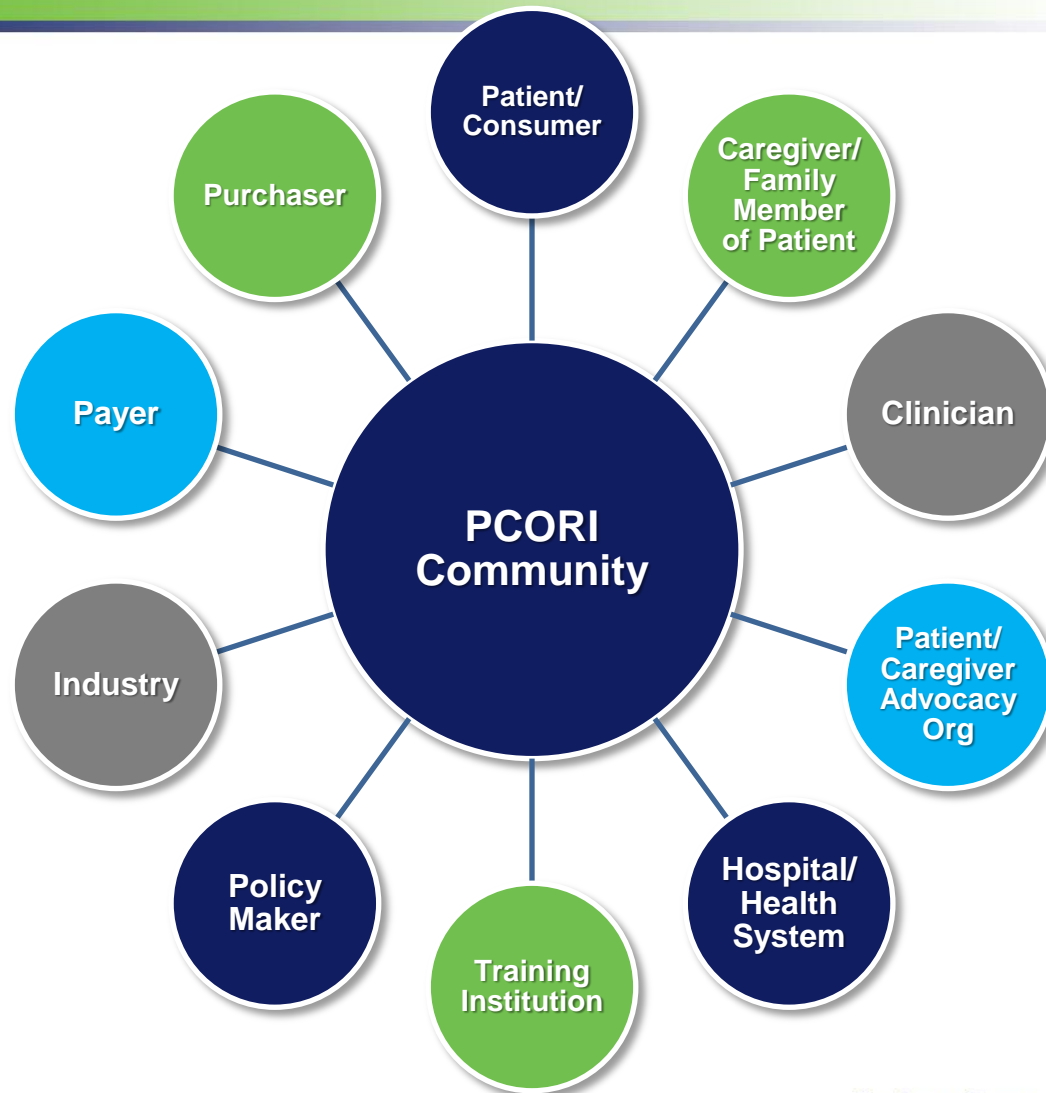 Patient/
Consumer
Caregiver/
Family
Member
of Patient
Purchaser
Clinician
Payer
PCORI
Community
Patient/
Caregiver
Advocacy
Org
Industry
Hospital/
Health
System
Policy
Maker
Training
Institution